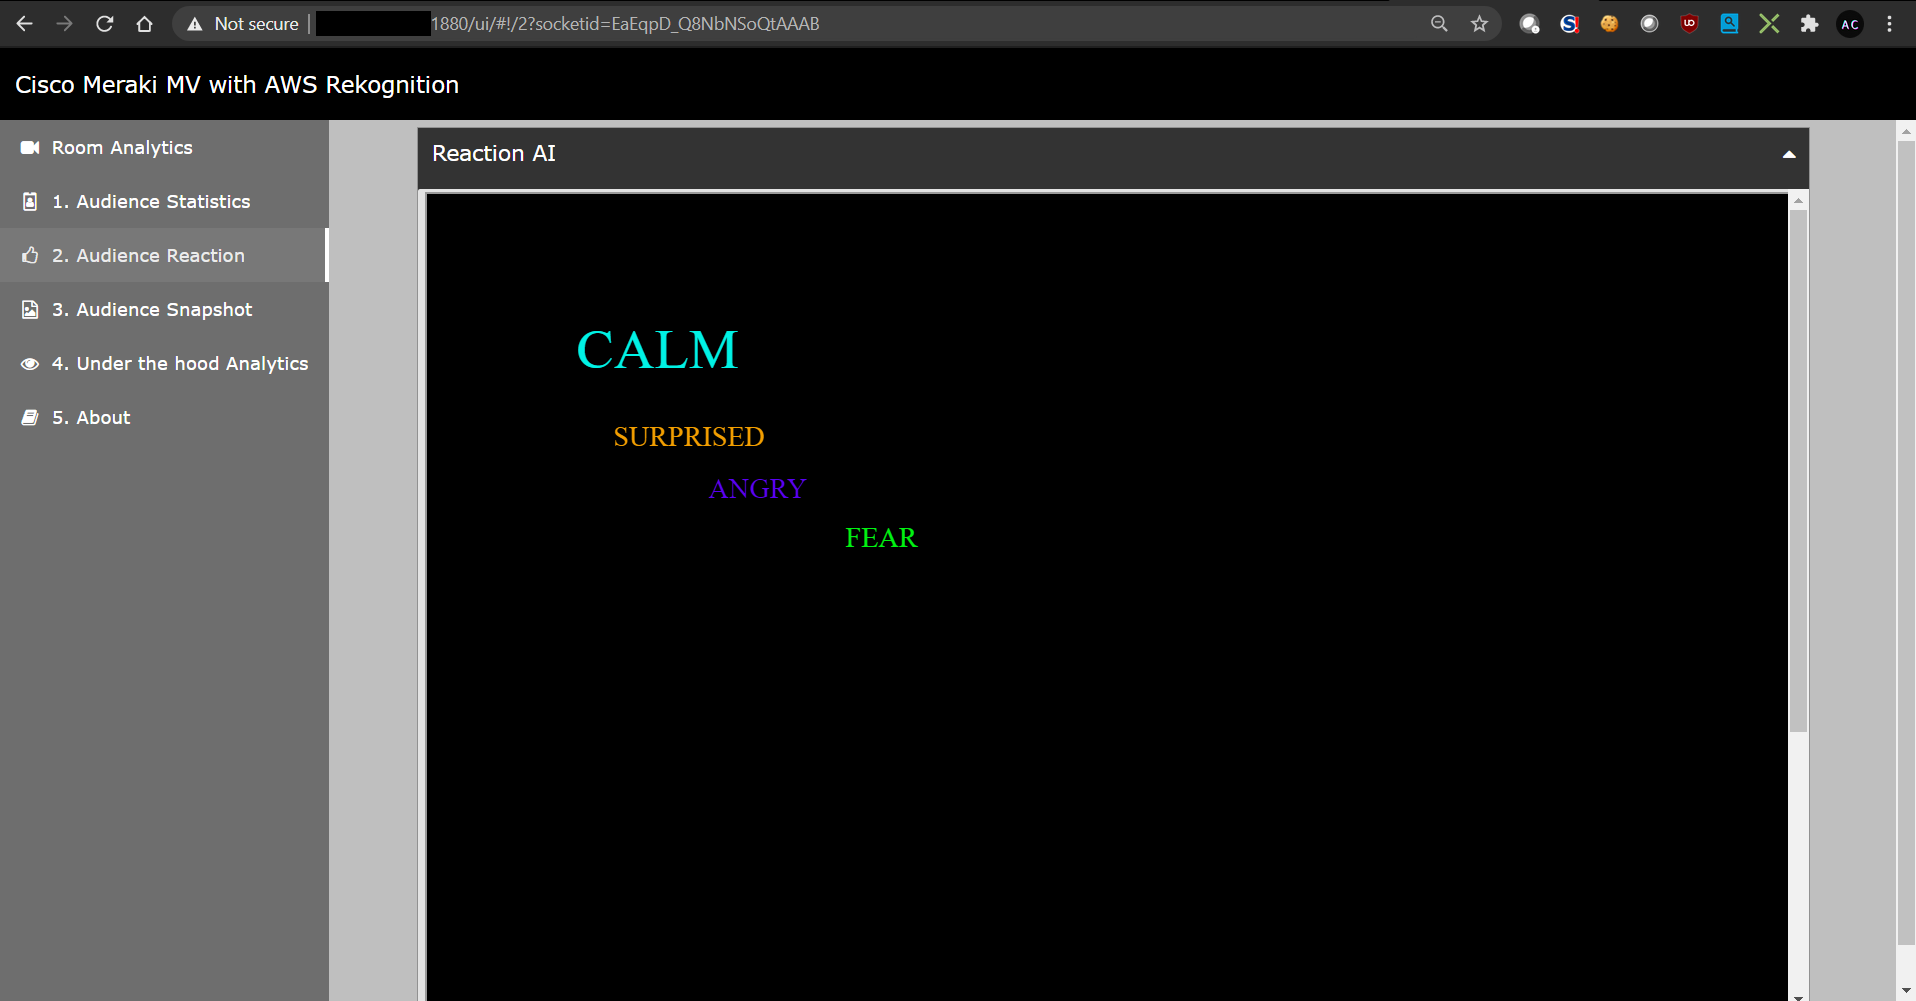 Not secure | 1880/ui/#!/2?socketid=EaEqpD_Q8NbNSoQtAAAB
AC
Cisco Meraki MV with AWS Rekognition
Room Analytics
1. Audience Statistics
2. Audience Reaction
3. Audience Snapshot
4. Under the hood Analytics
5. About
Reaction AI
CALM
SURPRISED
ANGRY
FEAR